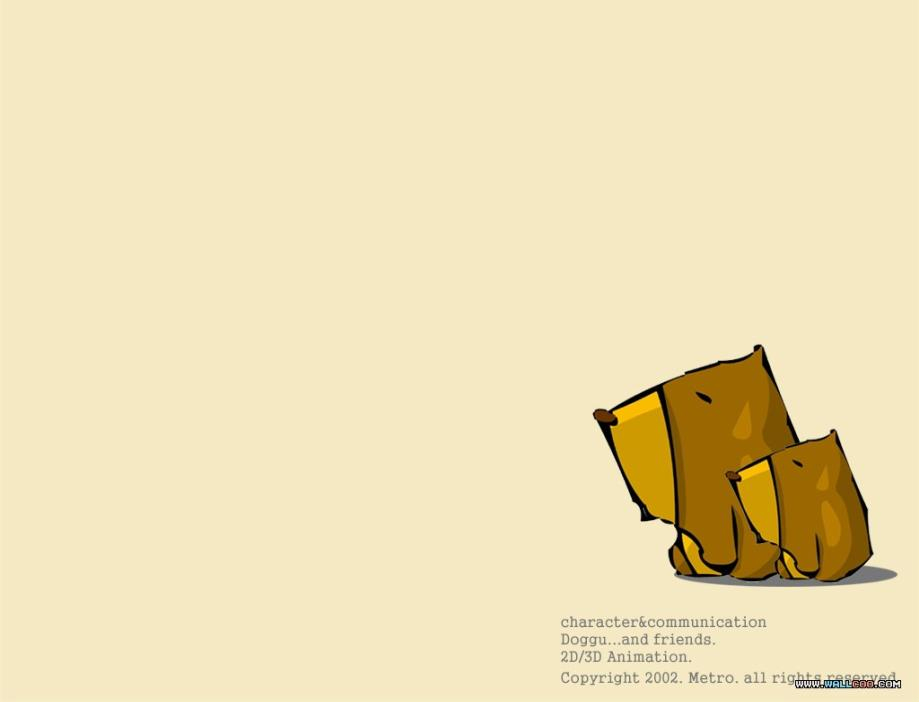 character&communication
Doggu...and friends.
2D/3D Animation.
Copyright 2002. Metro. all rights reserved
www.WALLCOO.COM